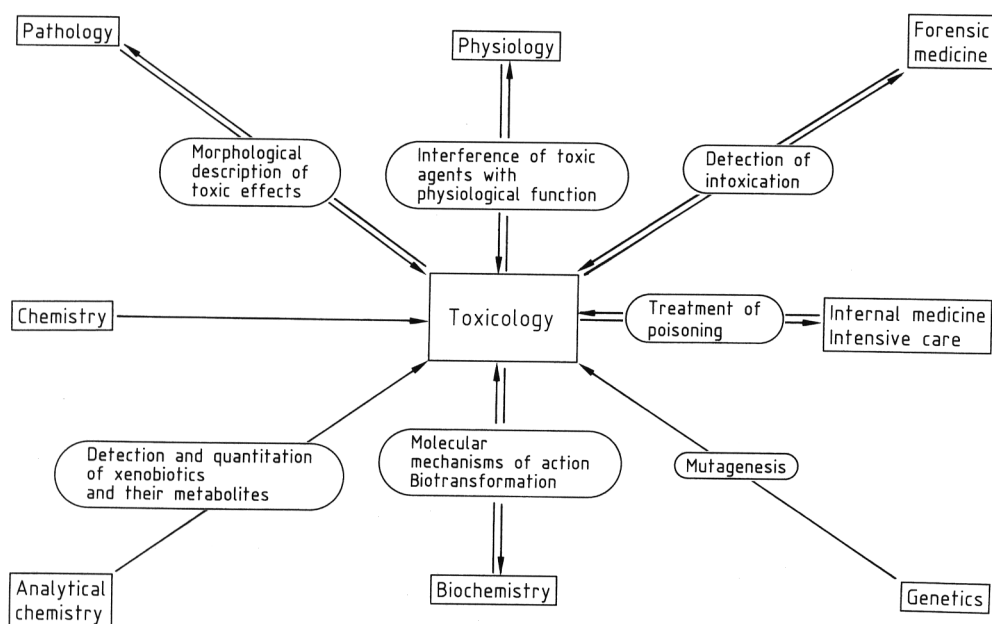 Pathology
Physiology
Forensic
medicine
Morphological
description of
toxic effects
Interference of toxic
agents with
physiological function
Detection of
intoxication
Chemistry
Toxicology
Treatment of
poisoning
Internal medicine
Intensive care
Detection and quantitation
of xenobiotics
and their metabolites
Molecular
mechanisms of action
Biotransformation
Mutagenesis
Analytical
chemistry
Biochemistry
Genetics